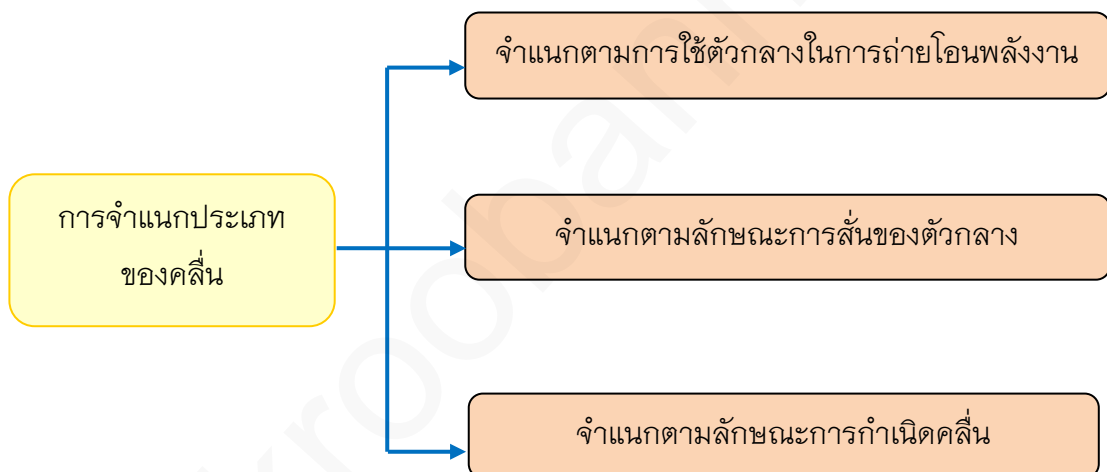 จำแนกตามการใช้ตัวกลางในการถ่ายโอนพลังงาน
การจำแนกประเภท
ของคลื่น
จำแนกตามลักษณะการสั่นของตัวกลาง
จำแนกตามลักษณะการกำเนิดคลื่น